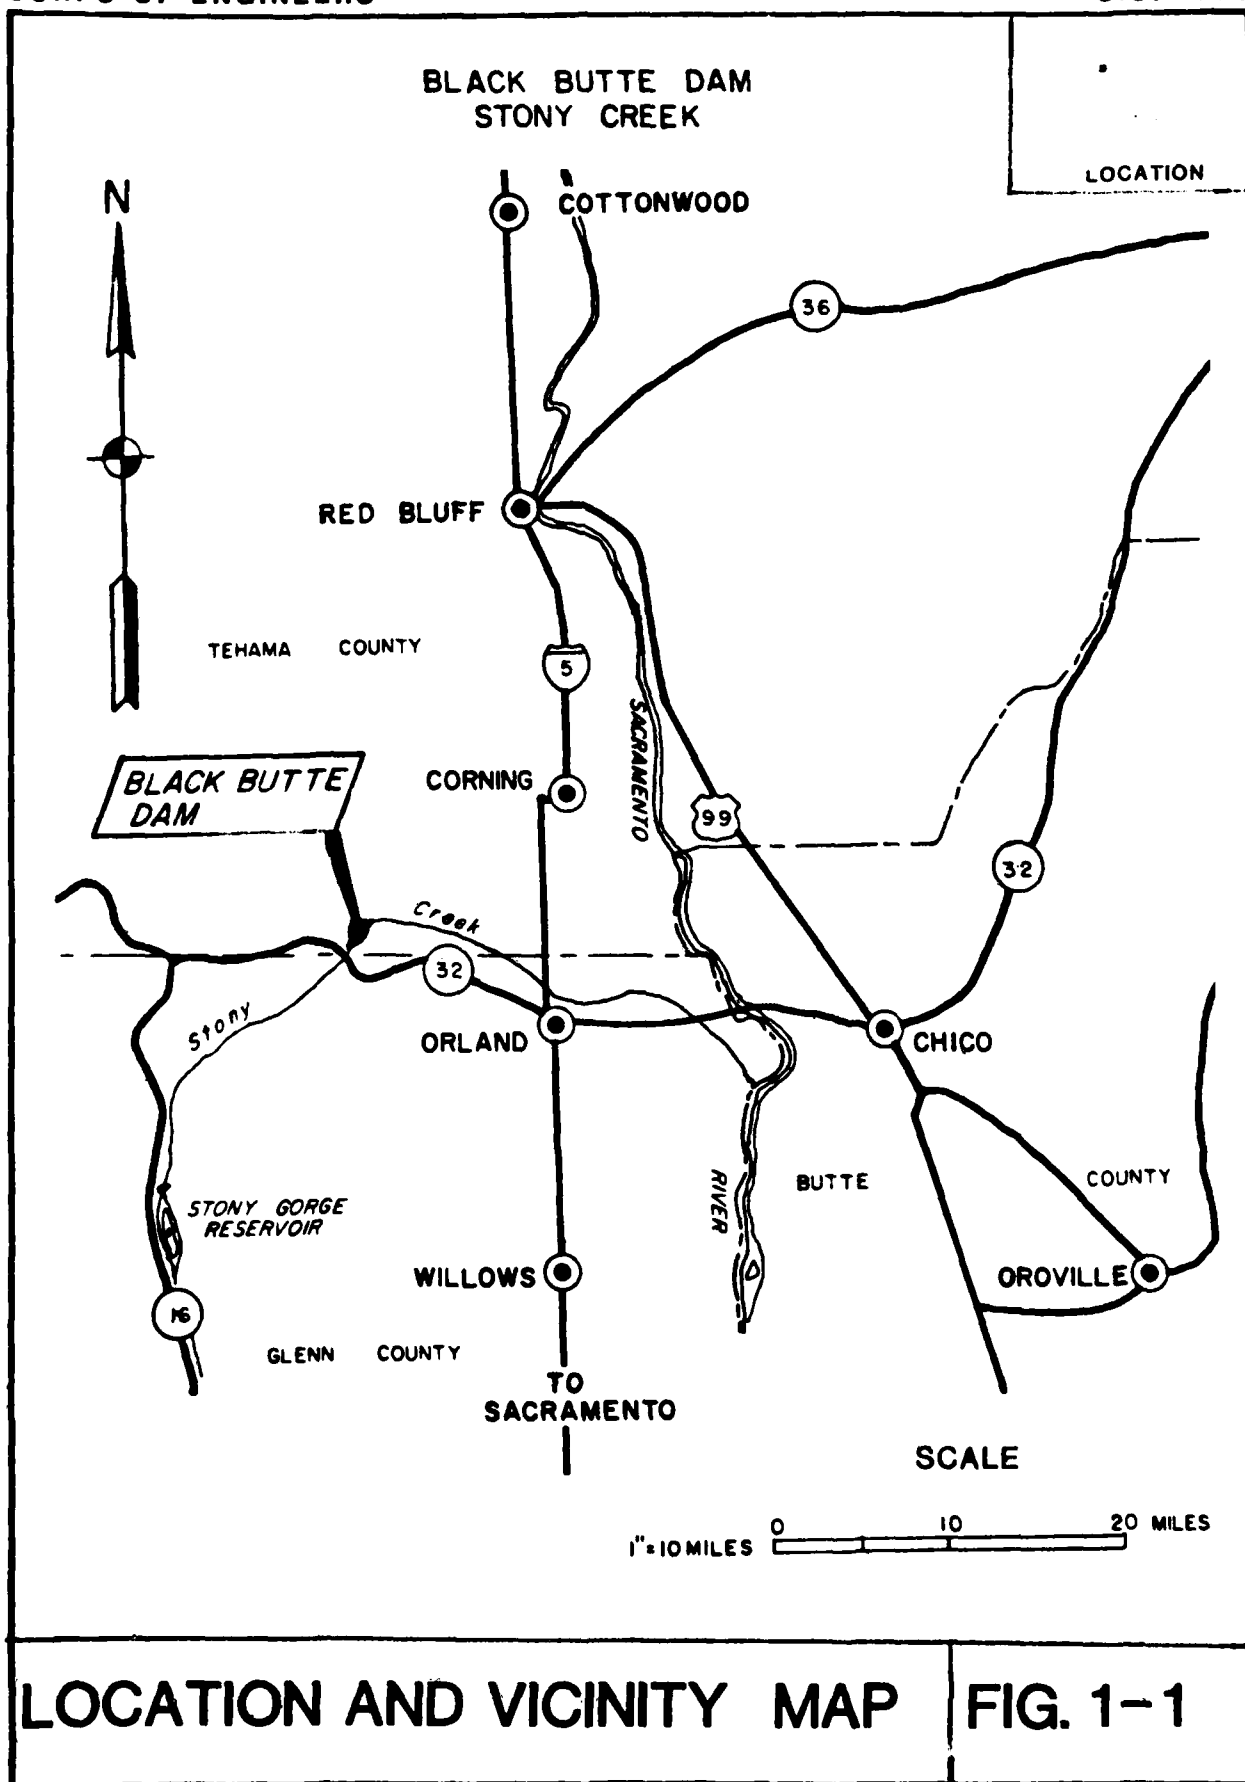 BLACK BUTTE DAM
STONY CREEK
LOCATION
N
COTTONWOOD
36
RED BLUFF
TEHAMA COUNTY
5
SACRAMENTO
BLACK BUTTE
DAM
CORNING
99
32
Creek
32
Stony
ORLAND
CHICO
RIVER
BUTTE
COUNTY
STONY GORGE
RESERVOIR
WILLOWS
OROVILLE
16
GLENN COUNTY
TO
SACRAMENTO
SCALE
0 10 20 MILES
1"=10 MILES
LOCATION AND VICINITY MAP
FIG. 1-1